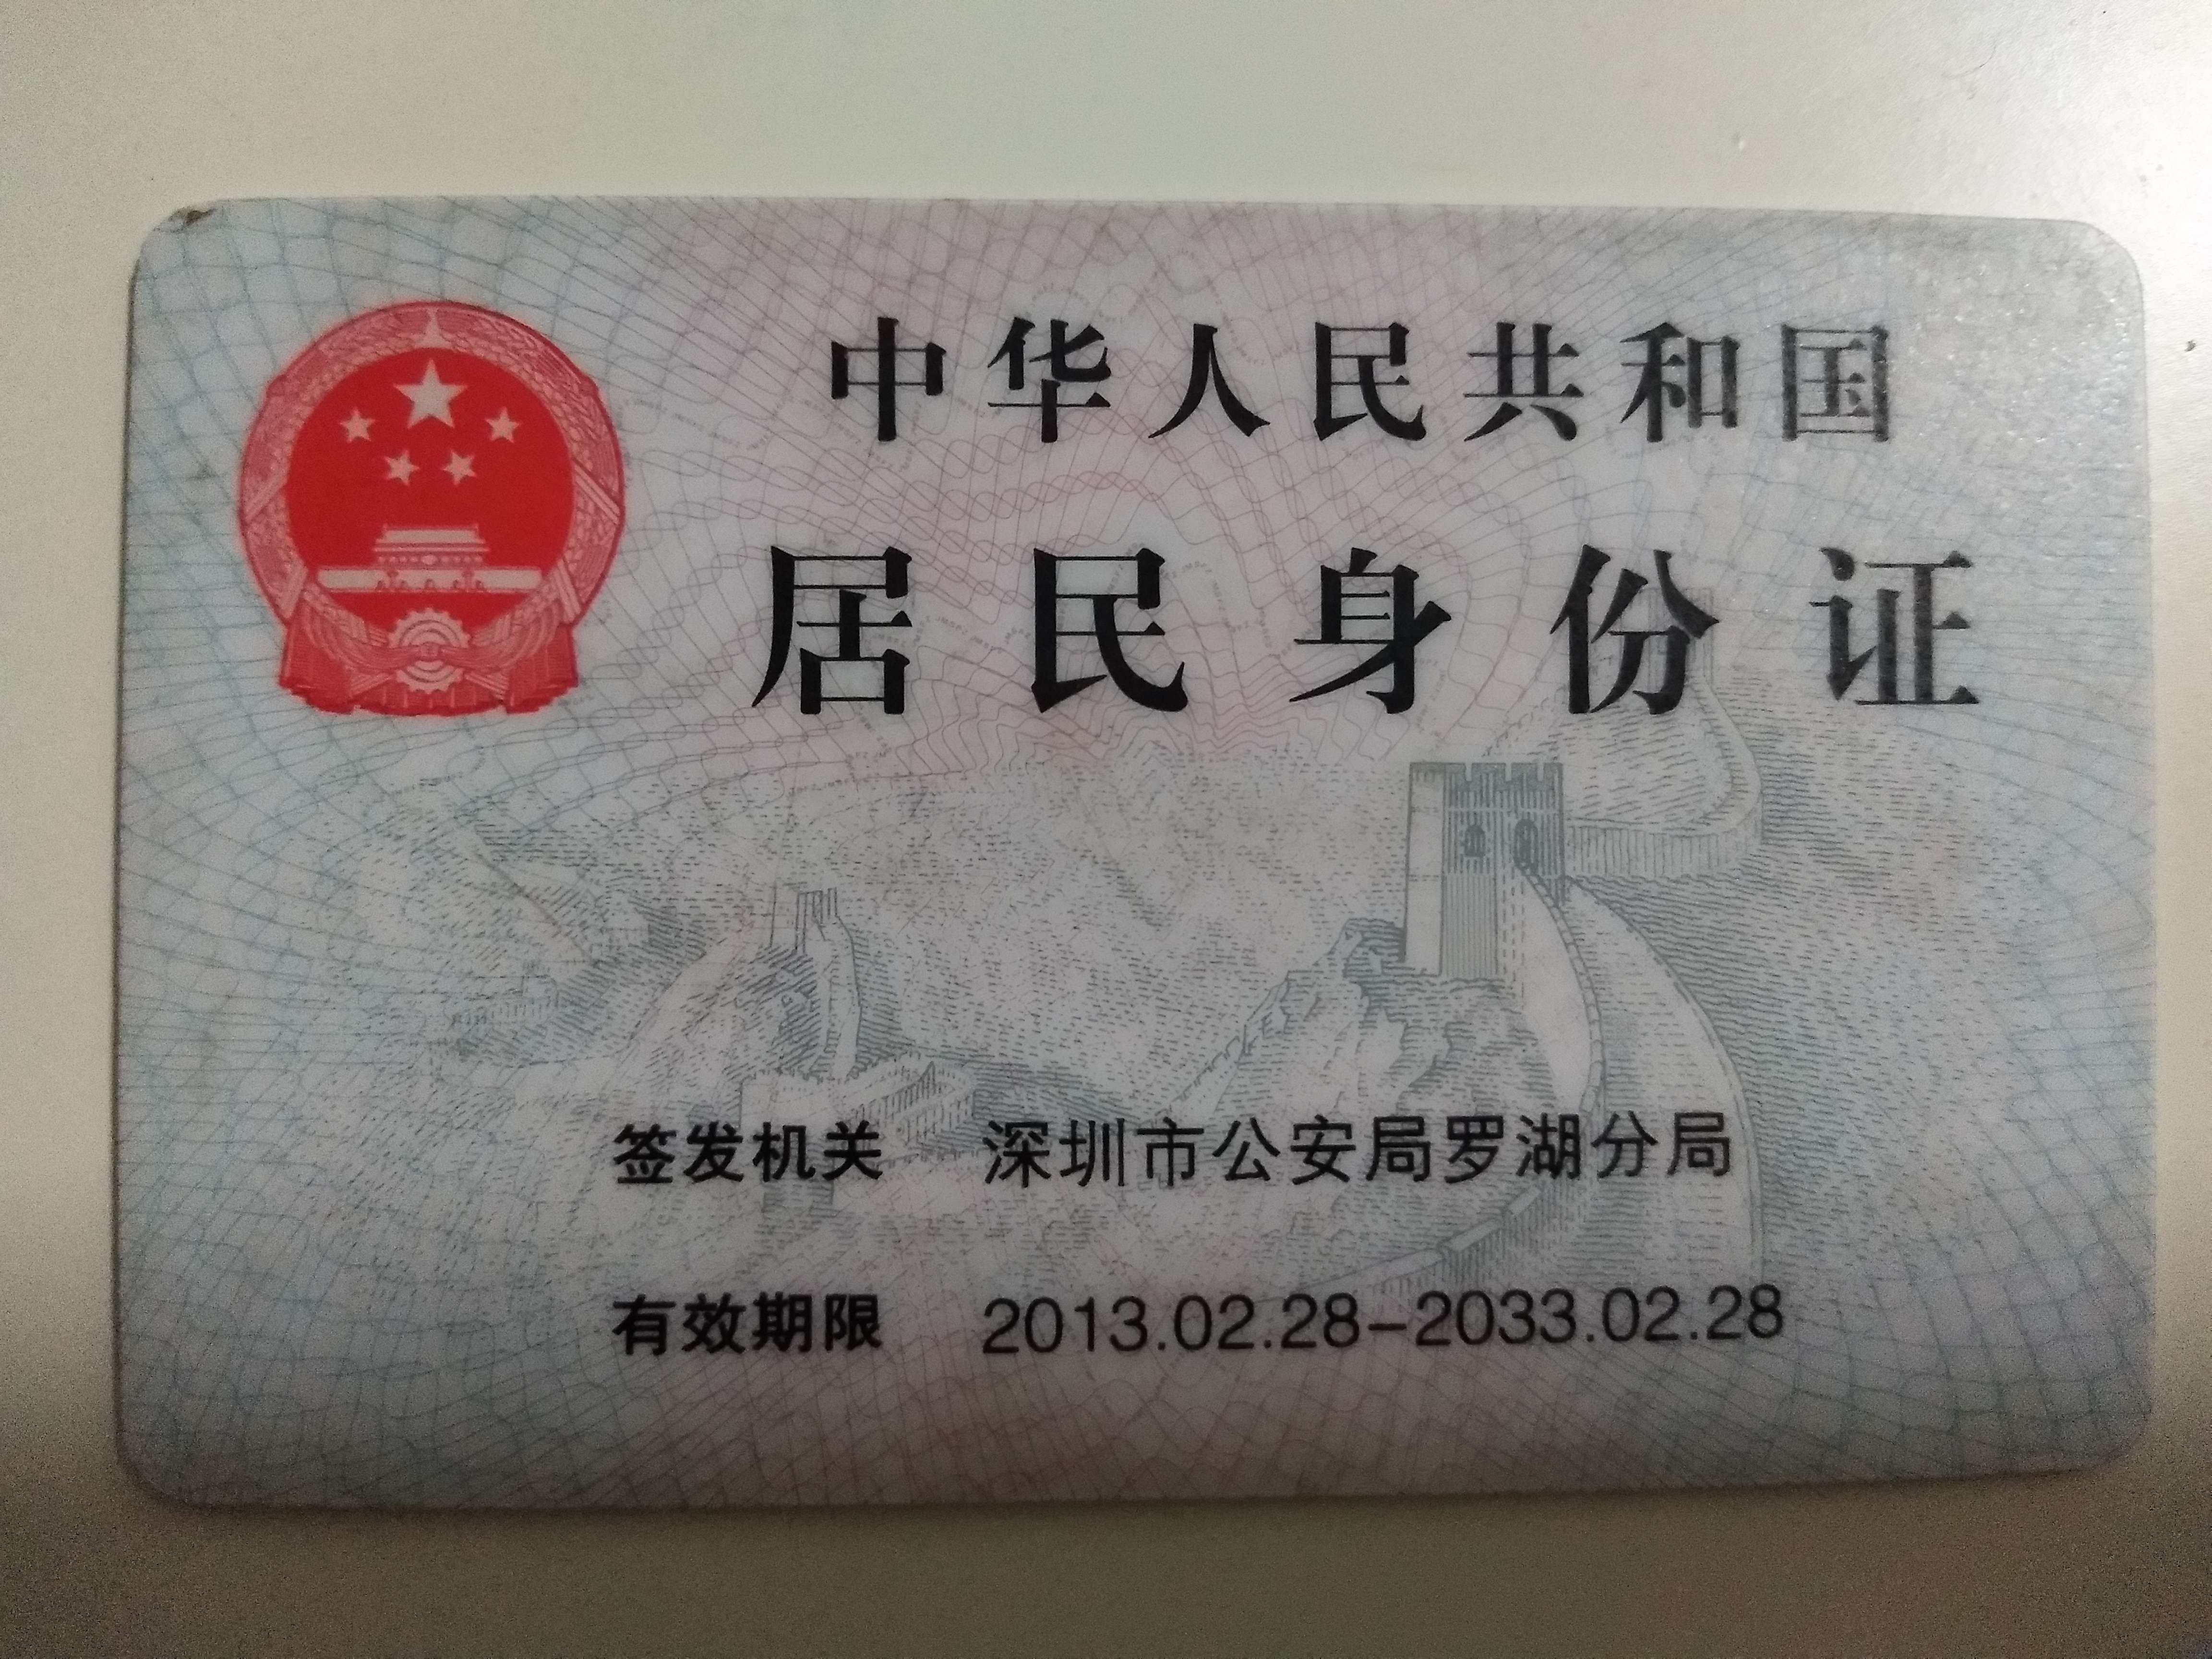 中华人民共和国
居民身份证
签发机关 深圳市公安局罗湖分局
有效期限 2013.02.28-2033.02.28